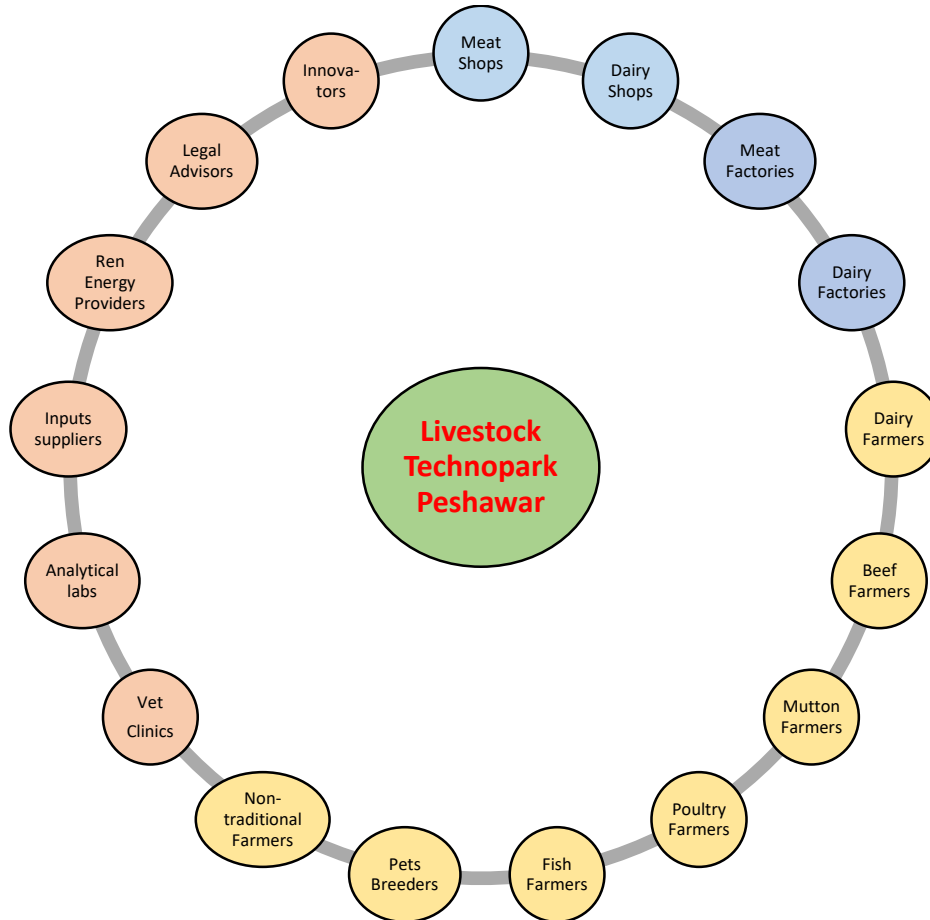 Meat
Shops
Dairy
Shops
Meat
Factories
Dairy
Factories
Dairy
Farmers
Beef
Farmers
Mutton
Farmers
Poultry
Farmers
Fish
Farmers
Pets
Breeders
Non-
traditional
Farmers
Vet
Clinics
Analytical
labs
Inputs
suppliers
Ren
Energy
Providers
Legal
Advisors
Innova-
tors
Livestock
Technopark
Peshawar